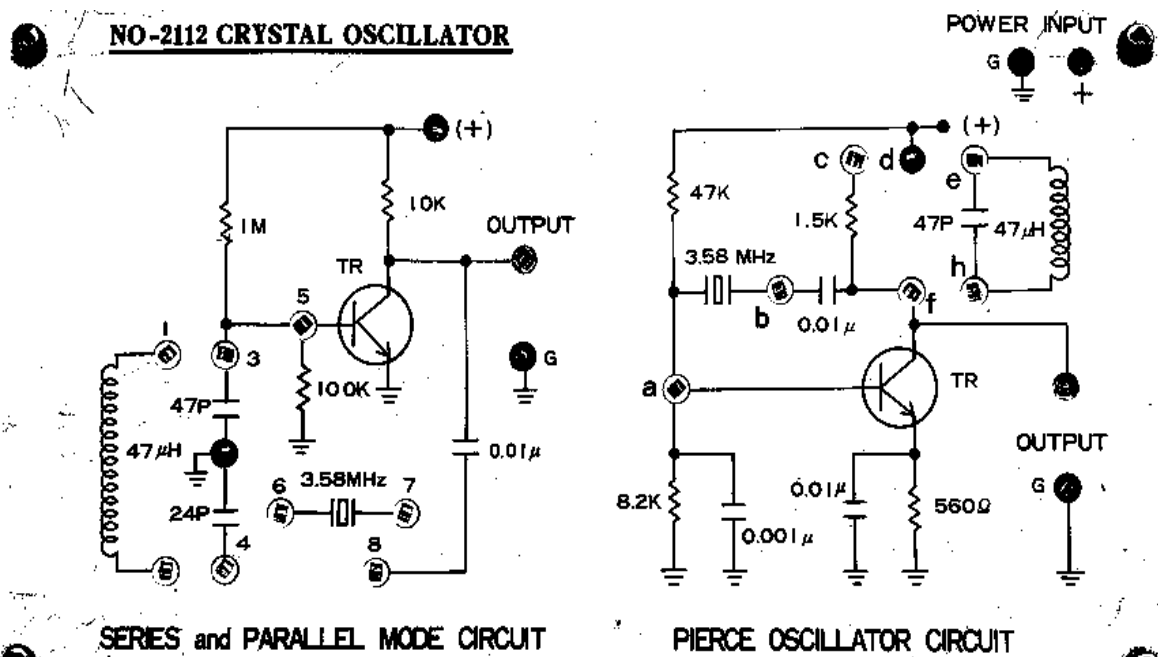 NO-2112 CRYSTAL OSCILLATOR
POWER INPUT
G
+
(+)
1M
10K
OUTPUT
TR
5
1
3
100K
G
47P
47μH
24P
4
6
3.58MHz
7
8
0.01μ
SERIES and PARALLEL MODE CIRCUIT
(+)
c
d
e
47K
1.5K
47P
47μH
3.58 MHz
h
b
0.01μ
f
a
TR
OUTPUT
8.2K
0.001μ
0.01μ
560Ω
G
PIERCE OSCILLATOR CIRCUIT